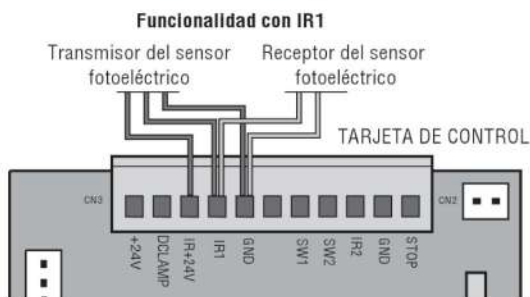 Funcionalidad con IR1
Transmisor del sensor
fotoeléctrico
Receptor del sensor
fotoeléctrico
TARJETA DE CONTROL
CN3
CN2
+24V
DCLAMP
IR+24V
IR1
GND
SW1
SW2
IR2
GND
STOP